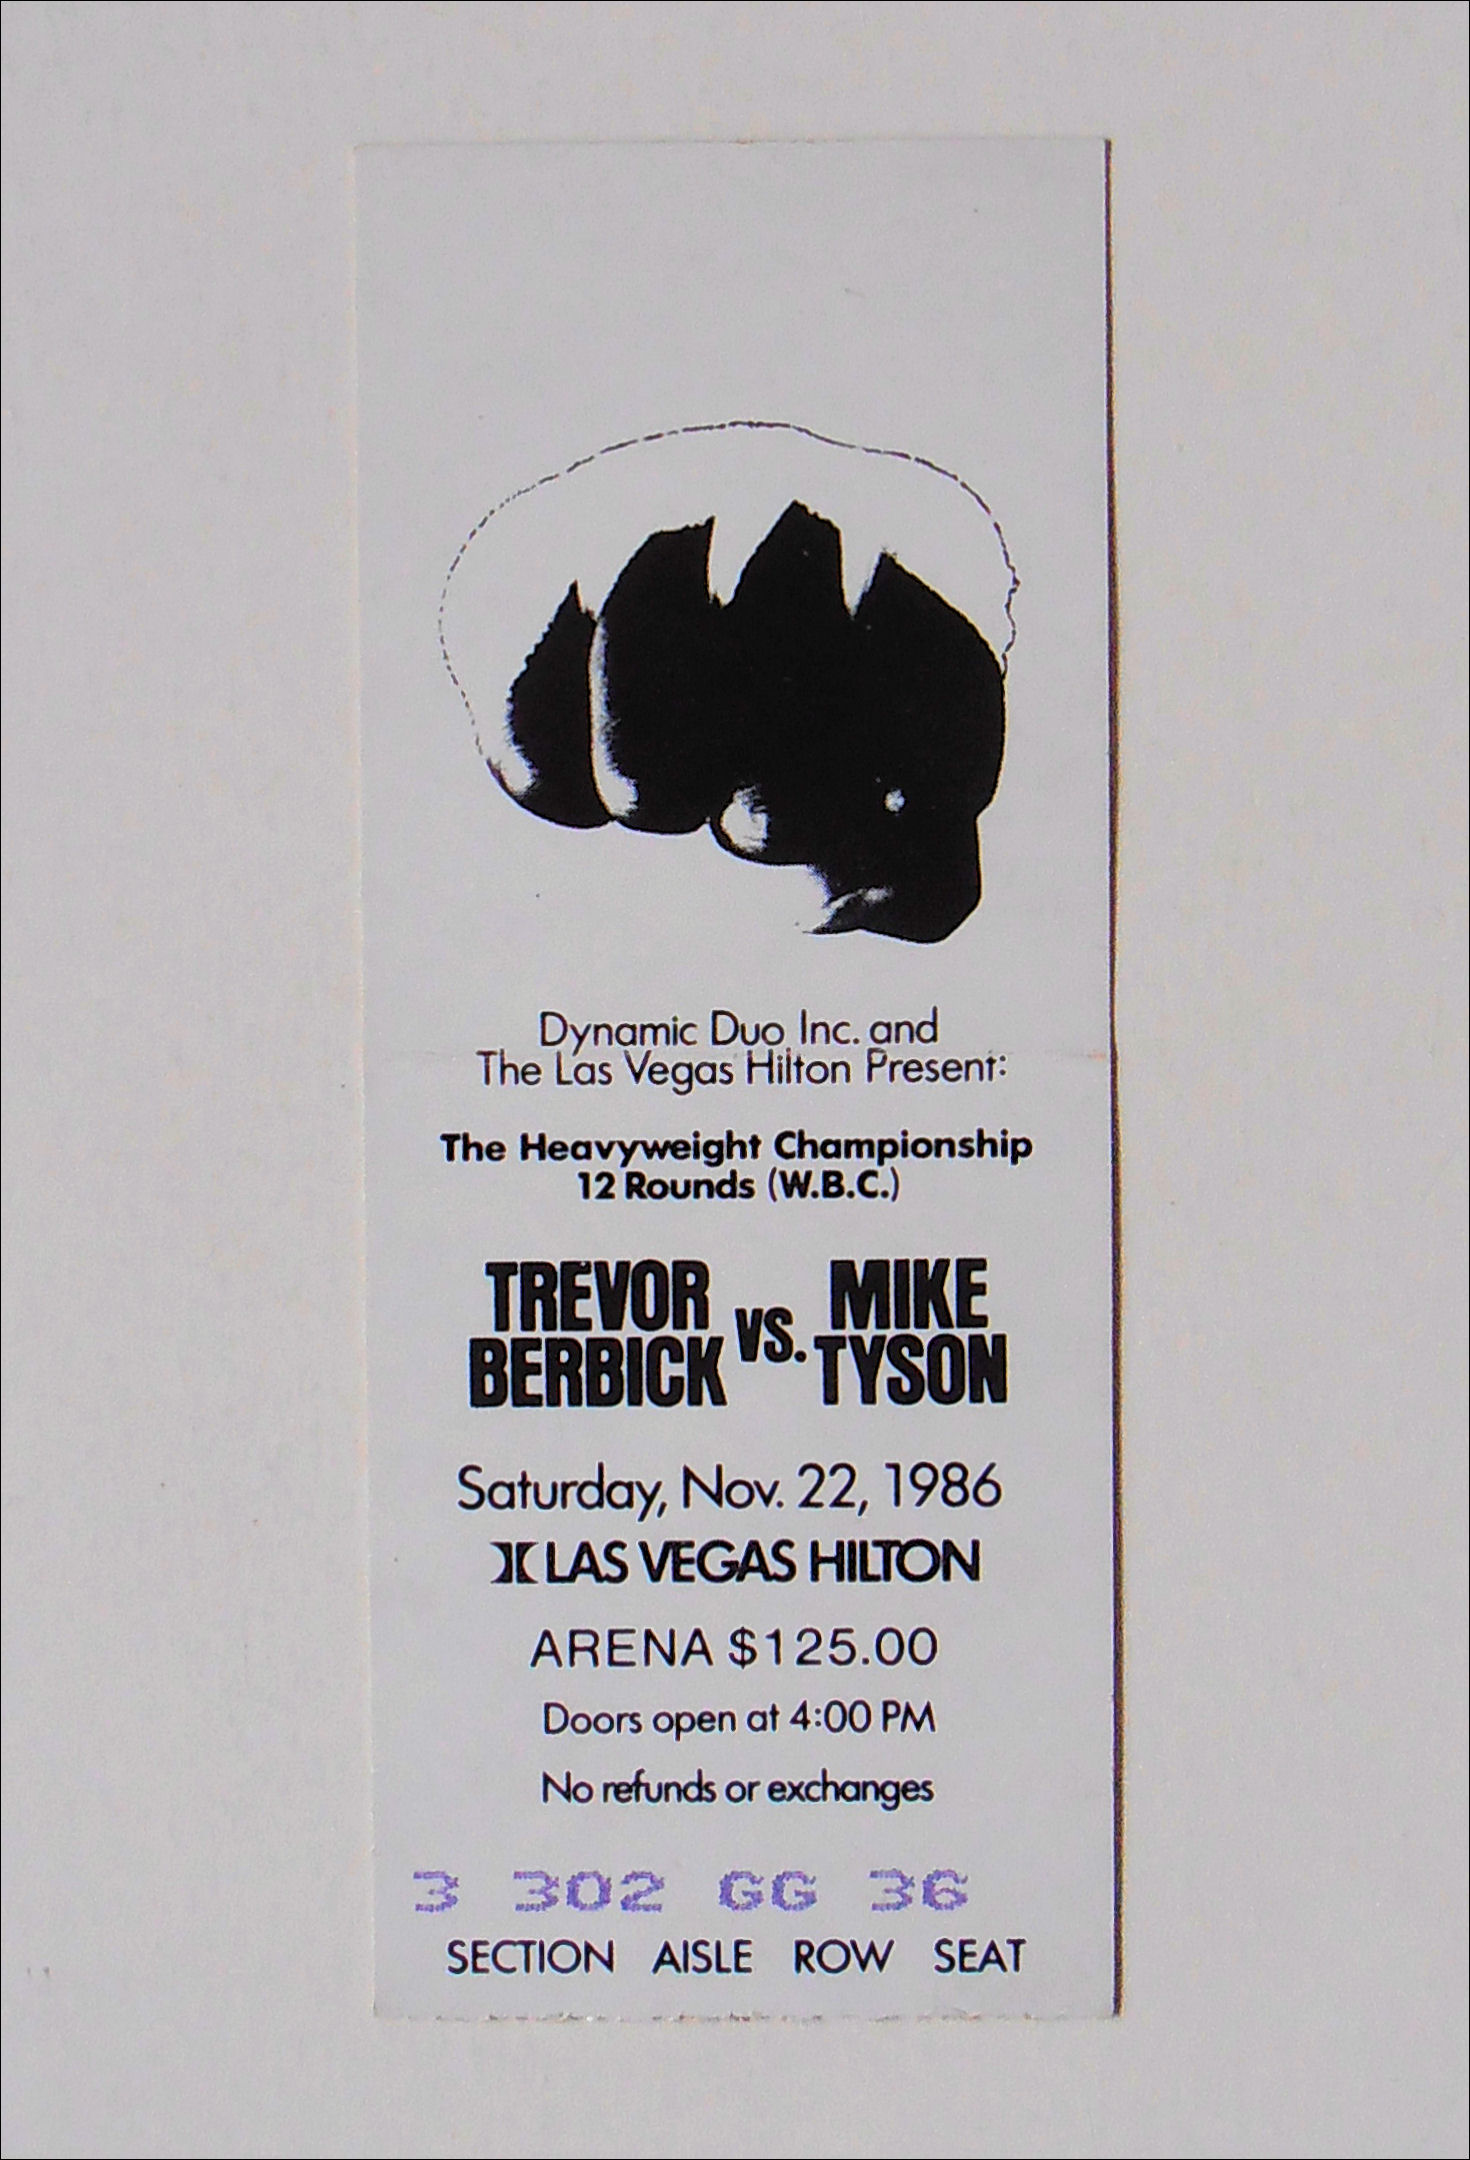 Dynamic Duo Inc. and
The Las Vegas Hilton Present:
The Heavyweight Championship
12 Rounds (W.B.C.)
TREVOR BERBICK VS. MIKE TYSON
Saturday, Nov. 22, 1986
LAS VEGAS HILTON
ARENA $125.00
Doors open at 4:00 PM
No refunds or exchanges
3 302 GG 36
SECTION AISLE ROW SEAT